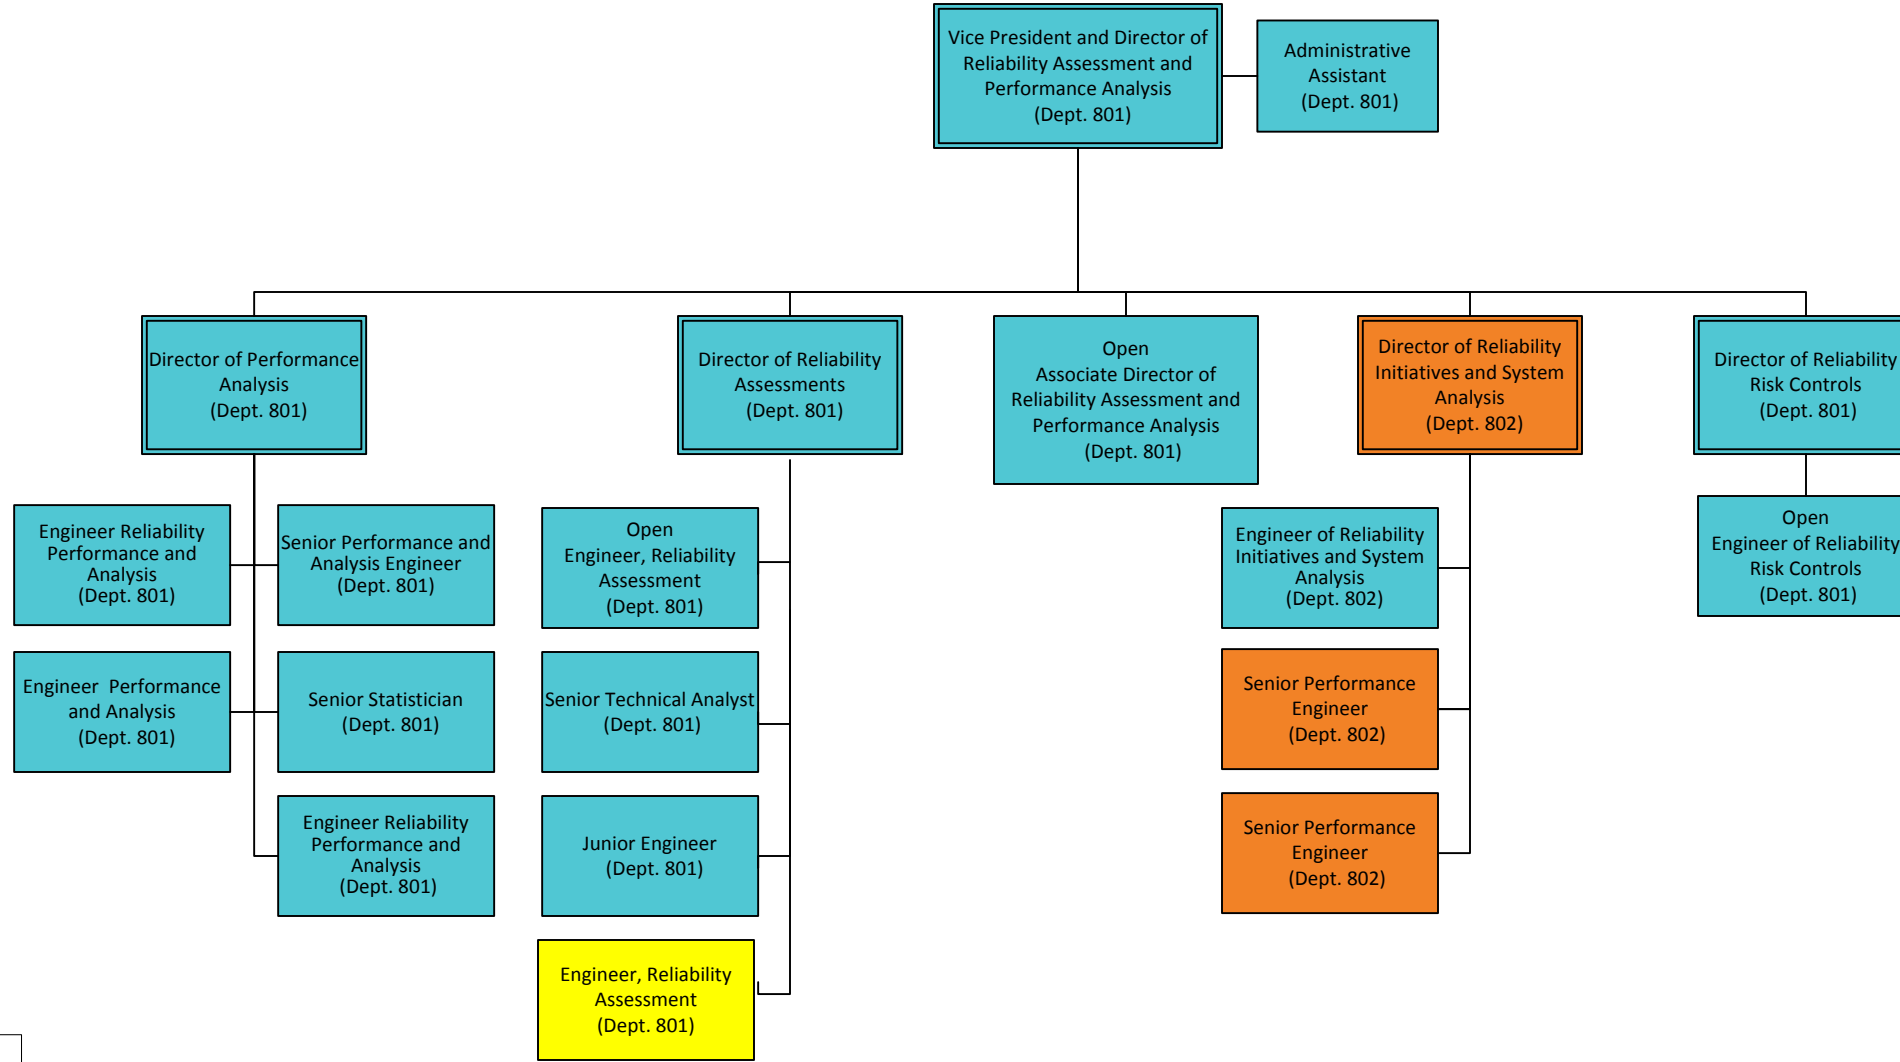 Vice President and Director of
Reliability Assessment and
Performance Analysis
(Dept. 801)
Administrative
Assistant
(Dept. 801)
Director of Performance
Analysis
(Dept. 801)
Director of Reliability
Assessments
(Dept. 801)
Open
Associate Director of
Reliability Assessment and
Performance Analysis
(Dept. 801)
Director of Reliability
Initiatives and System
Analysis
(Dept. 802)
Director of Reliability
Risk Controls
(Dept. 801)
Engineer Reliability
Performance and
Analysis
(Dept. 801)
Senior Performance and
Analysis Engineer
(Dept. 801)
Open
Engineer, Reliability
Assessment
(Dept. 801)
Engineer of Reliability
Initiatives and System
Analysis
(Dept. 802)
Open
Engineer of Reliability
Risk Controls
(Dept. 801)
Engineer  Performance
and Analysis
(Dept. 801)
Senior Statistician
(Dept. 801)
Senior Technical Analyst
(Dept. 801)
Senior Performance
Engineer
(Dept. 802)
Engineer Reliability
Performance and
Analysis
(Dept. 801)
Junior Engineer
(Dept. 801)
Senior Performance
Engineer
(Dept. 802)
Engineer, Reliability
Assessment
(Dept. 801)